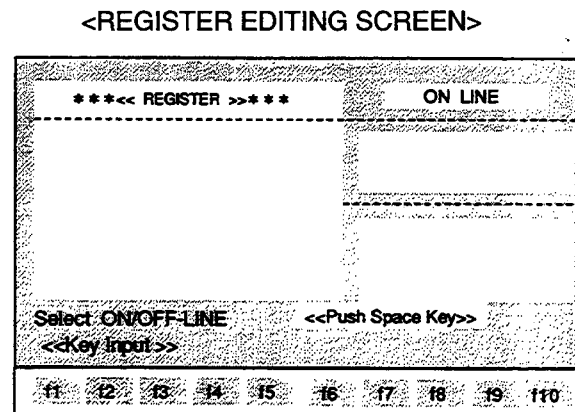 <REGISTER EDITING SCREEN>
***<< REGISTER >>*** ON LINE
Select ON/OFF-LINE <<Push Space Key>>
<<Key Input>>
f1 f2 f3 f4 f5 f6 f7 f8 f9 f10